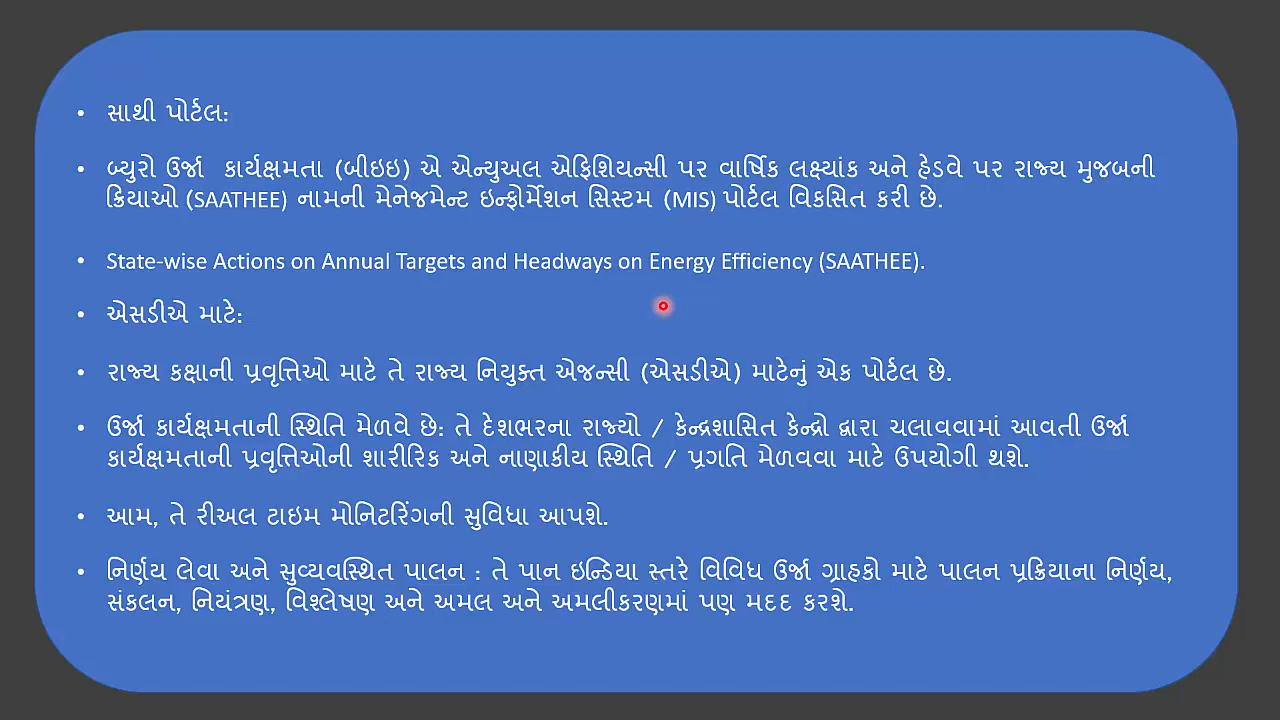 • સાથી પોર્ટલ:
• બ્યુરો ઉર્જા કાર્યક્ષમતા (બીઇઇ) એ એન્યુઅલ એફિશિયન્સી પર વાર્ષિક લક્ષ્યાંક અને હેડવે પર રાજ્ય મુજબની
ક્રિયાઓ (SAATHEE) નામની મેનેજમેન્ટ ઇન્ફોર્મેશન સિસ્ટમ (MIS) પોર્ટલ વિકસિત કરી છે.
• State-wise Actions on Annual Targets and Headways on Energy Efficiency (SAATHEE).
• એસડીએ માટે:
• રાજ્ય કક્ષાની પ્રવૃત્તિઓ માટે તે રાજ્ય નિયુક્ત એજન્સી (એસડીએ) માટેનું એક પોર્ટલ છે.
• ઉર્જા કાર્યક્ષમતાની સ્થિતિ મેળવે છે: તે દેશભરના રાજ્યો / કેન્દ્રશાસિત કેન્દ્રો દ્વારા ચલાવવામાં આવતી ઉર્જા
કાર્યક્ષમતાની પ્રવૃત્તિઓની શારીરિક અને નાણાકીય સ્થિતિ / પ્રગતિ મેળવવા માટે ઉપયોગી થશે.
• આમ, તે રીઅલ ટાઇમ મોનિટરિંગની સુવિધા આપશે.
• નિર્ણય લેવા અને સુવ્યવસ્થિત પાલન : તે પાન ઇન્ડિયા સ્તરે વિવિધ ઉર્જા ગ્રાહકો માટે પાલન પ્રક્રિયાના નિર્ણય,
સંકલન, નિયંત્રણ, વિશ્લેષણ અને અમલ અને અમલીકરણમાં પણ મદદ કરશે.